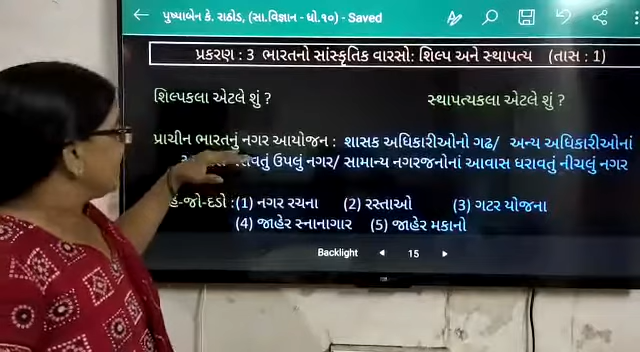 પુષ્પાબેન કે. રાઠોડ, (સા.વિજ્ઞાન - ધો.૧૦) - Saved
પ્રકરણ : 3 ભારતનો સાંસ્કૃતિક વારસો: શિલ્પ અને સ્થાપત્ય (તાસ : 1)
શિલ્પકલા એટલે શું ? સ્થાપત્યકલા એટલે શું ?
પ્રાચીન ભારતનું નગર આયોજન : શાસક અધિકારીઓનો ગઢ/ અન્ય અધિકારીઓનાં
ઉપલું નગર/ સામાન્ય નગરજનોનાં આવાસ ધરાવતું નીચલું નગર
હ-જો-દડો : (1) નગર રચના (2) રસ્તાઓ (3) ગટર યોજના
(4) જાહેર સ્નાનાગાર (5) જાહેર મકાનો
Backlight 15